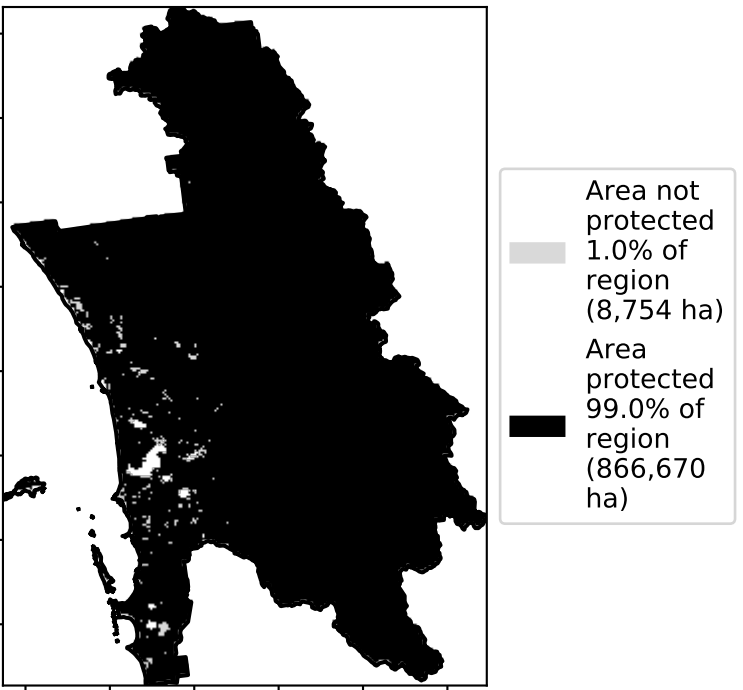 Area not
protected
1.0% of
region
(8,754 ha)
Area
protected
99.0% of
region
(866,670
ha)